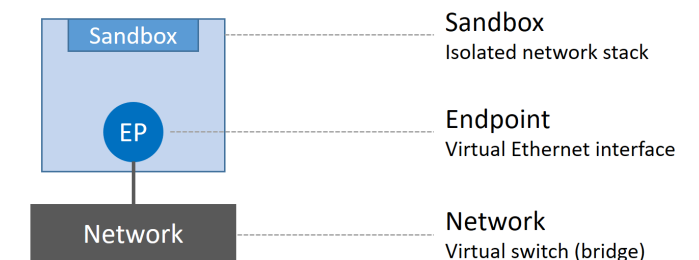 Sandbox
Sandbox
Isolated network stack
EP
Endpoint
Virtual Ethernet interface
Network
Network
Virtual switch (bridge)